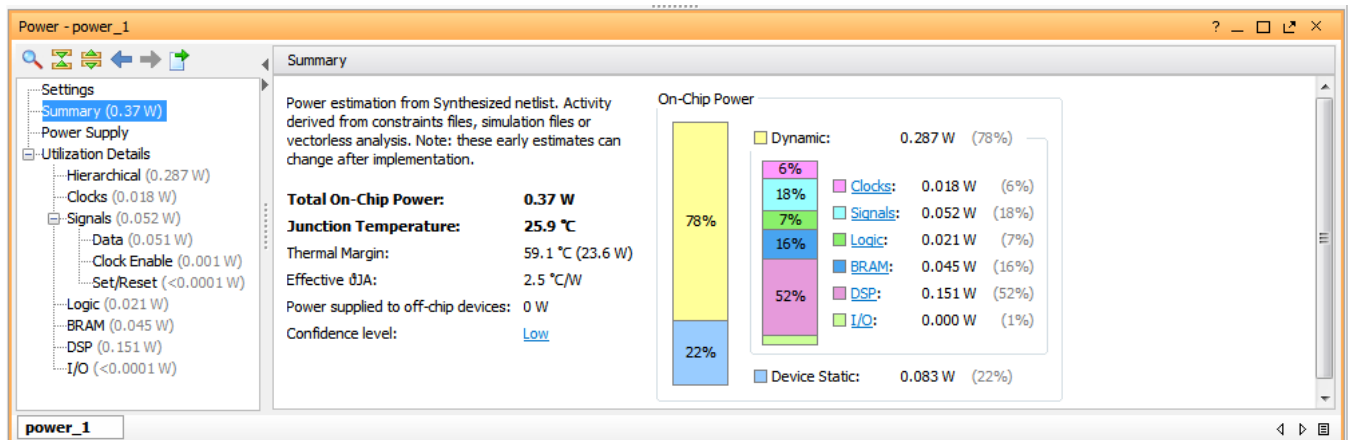 Power - power_1
Summary
Settings
Summary (0.37 W)
Power Supply
Utilization Details
Hierarchical (0.287 W)
Clocks (0.018 W)
Signals (0.052 W)
Data (0.051 W)
Clock Enable (0.001 W)
Set/Reset (<0.0001 W)
Logic (0.021 W)
BRAM (0.045 W)
DSP (0.151 W)
I/O (<0.0001 W)
Power estimation from Synthesized netlist. Activity
derived from constraints files, simulation files or
vectorless analysis. Note: these early estimates can
change after implementation.
Total On-Chip Power: 0.37 W
Junction Temperature: 25.9 °C
Thermal Margin: 59.1 °C (23.6 W)
Effective ϑJA: 2.5 °C/W
Power supplied to off-chip devices: 0 W
Confidence level: Low
On-Chip Power
78%
22%
Dynamic: 0.287 W (78%)
6%
18%
7%
16%
52%
Clocks: 0.018 W (6%)
Signals: 0.052 W (18%)
Logic: 0.021 W (7%)
BRAM: 0.045 W (16%)
DSP: 0.151 W (52%)
I/O: 0.000 W (1%)
Device Static: 0.083 W (22%)
power_1